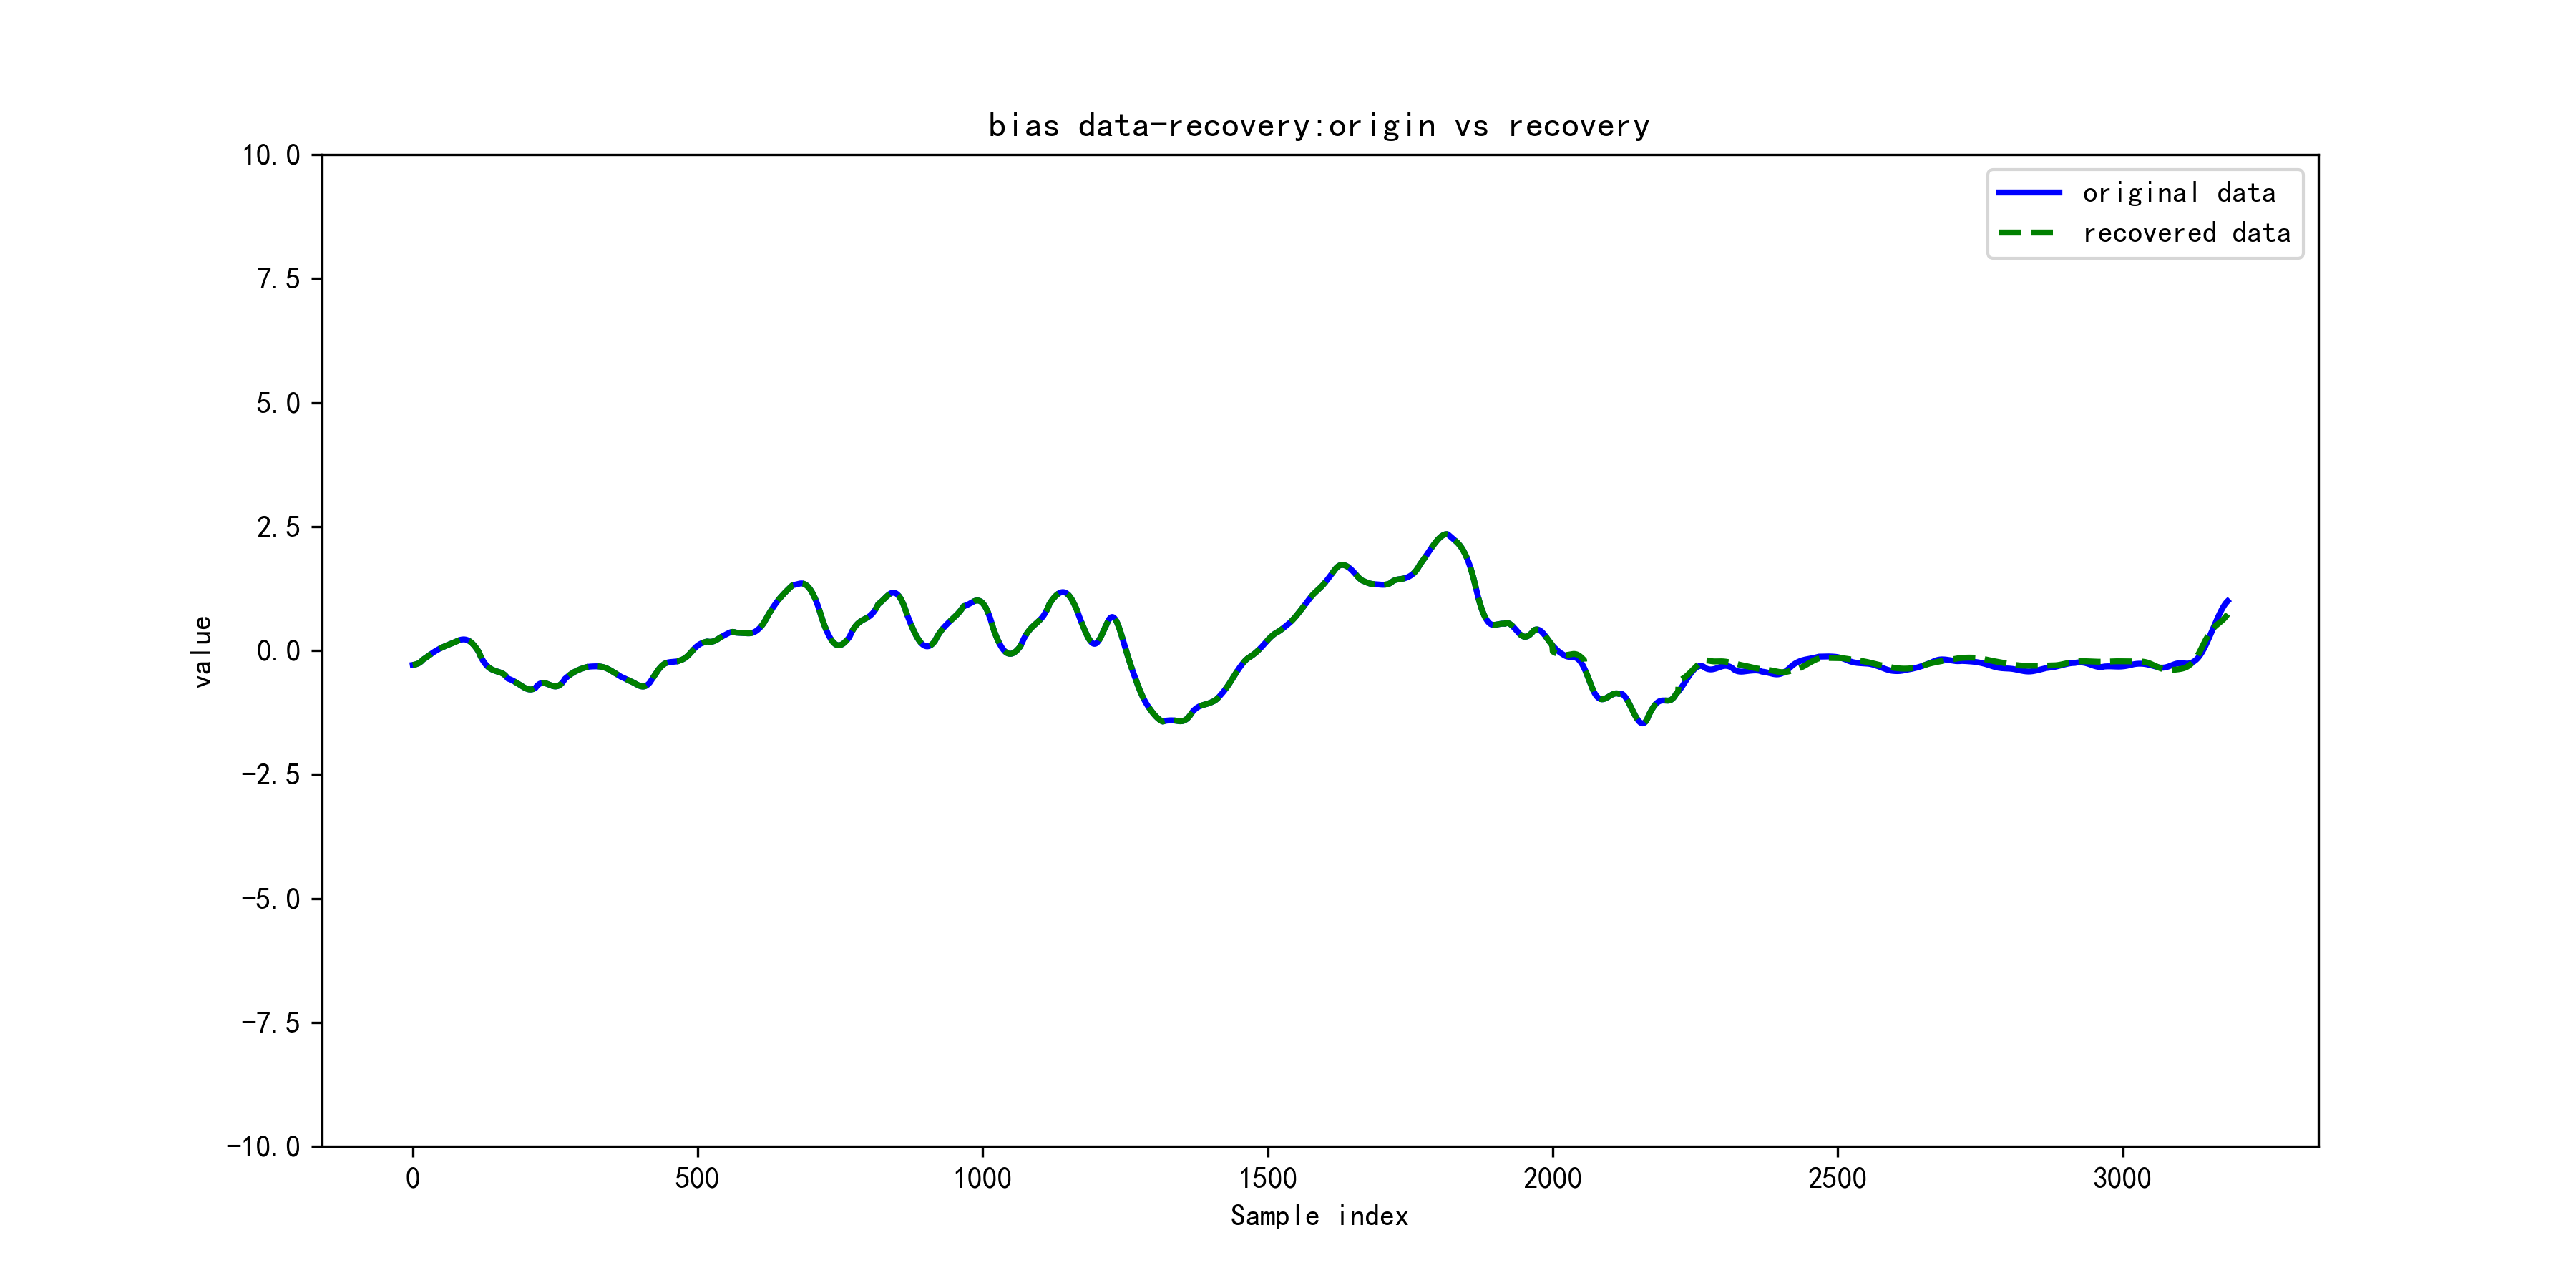 bias data-recovery:origin vs recovery
original data
recovered data
10.0
7.5
5.0
2.5
0.0
-2.5
-5.0
-7.5
-10.0
value
0 500 1000 1500 2000 2500 3000
Sample index